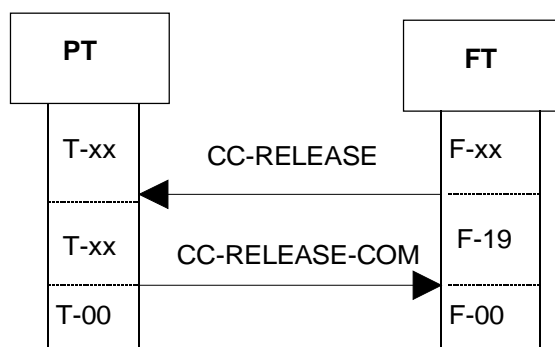 PT
FT
T-xx
CC-RELEASE
F-xx
T-xx
CC-RELEASE-COM
F-19
T-00
F-00